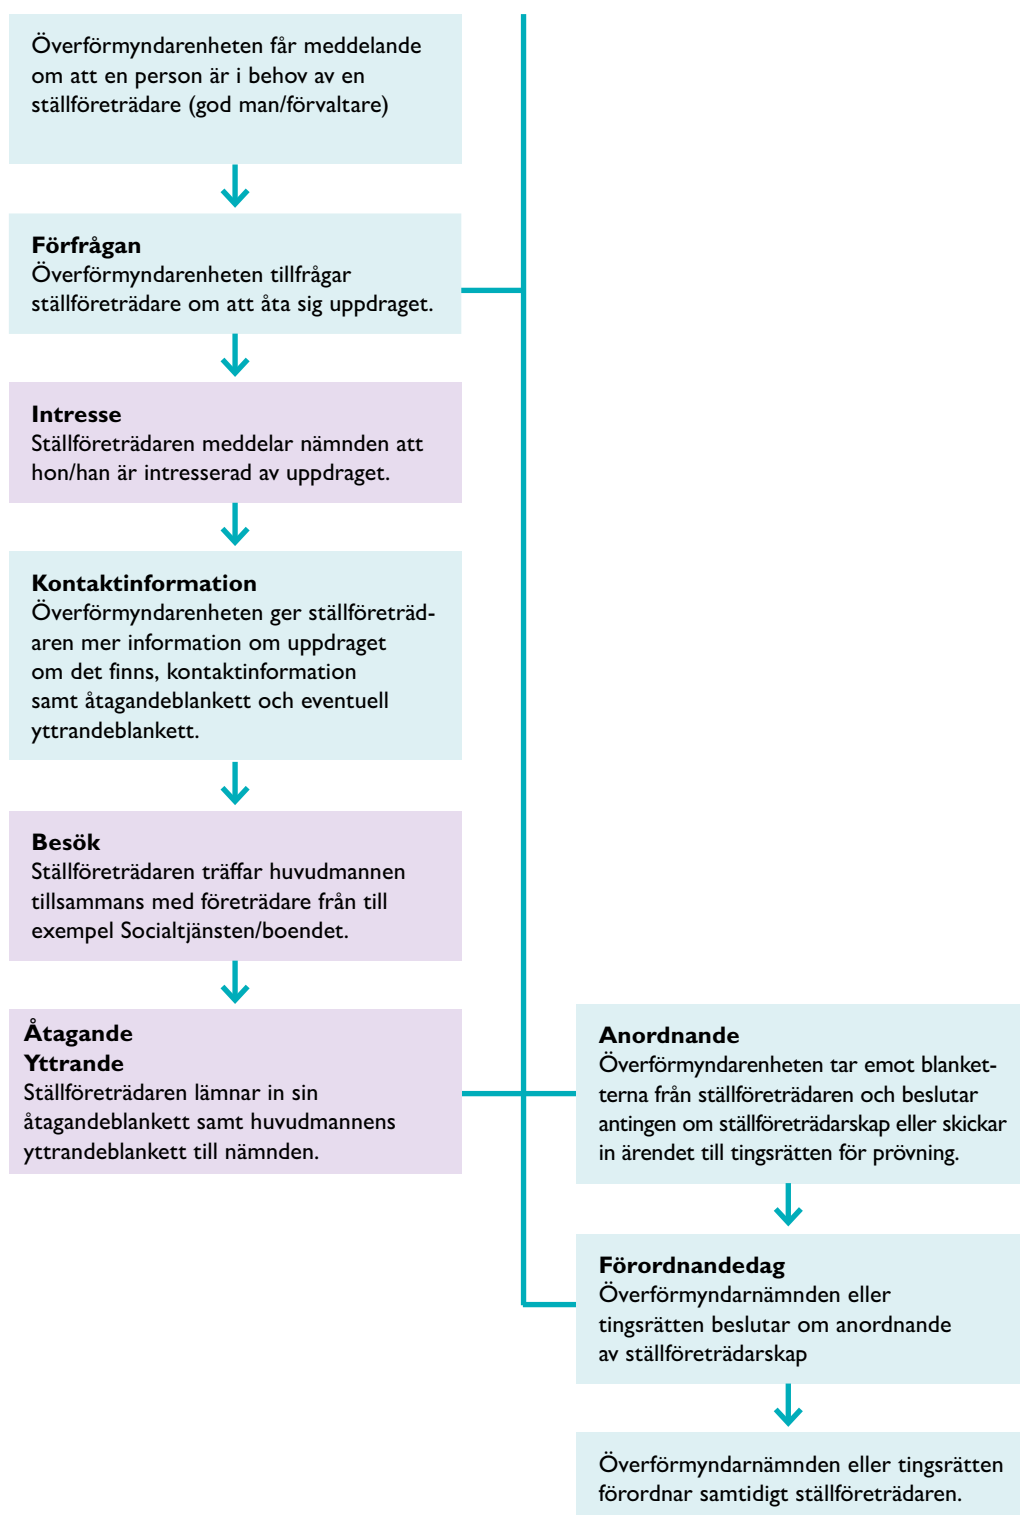 Överförmyndarenheten får meddelande
om att en person är i behov av en
ställföreträdare (god man/förvaltare)
Förfrågan
Överförmyndarenheten tillfrågar
ställföreträdare om att åta sig uppdraget.
Intresse
Ställföreträdaren meddelar nämnden att
hon/han är intresserad av uppdraget.
Kontaktinformation
Överförmyndarenheten ger ställföreträd-
aren mer information om uppdraget
om det finns, kontaktinformation
samt åtagandeblankett och eventuell
yttrandeblankett.
Besök
Ställföreträdaren träffar huvudmannen
tillsammans med företrädare från till
exempel Socialtjänsten/boendet.
Åtagande
Yttrande
Ställföreträdaren lämnar in sin
åtagandeblankett samt huvudmannens
yttrandeblankett till nämnden.
Anordnande
Överförmyndarenheten tar emot blanket-
terna från ställföreträdaren och beslutar
antingen om ställföreträdarskap eller skickar
in ärendet till tingsrätten för prövning.
Förordnandedag
Överförmyndarnämnden eller
tingsrätten beslutar om anordnande
av ställföreträdarskap
Överförmyndarnämnden eller tingsrätten
förordnar samtidigt ställföreträdaren.